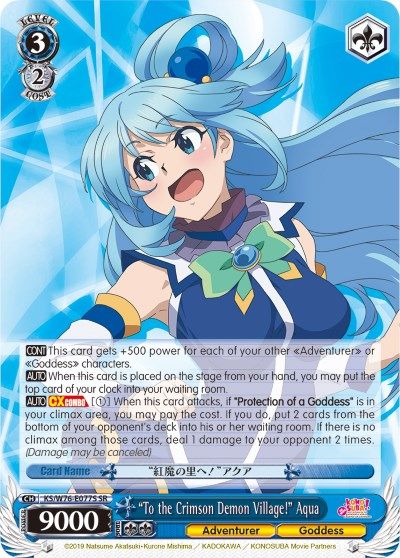 LEVEL
3
2
COST
CONT This card gets +500 power for each of your other «Adventurer» or
«Goddess» characters.
AUTO When this card is placed on the stage from your hand, you may put the
top card of your clock into your waiting room.
AUTO CX COMBO [①] When this card attacks, if "Protection of a Goddess" is in
your climax area, you may pay the cost. If you do, put 2 cards from the
bottom of your opponent's deck into his or her waiting room. If there is no
climax among those cards, deal 1 damage to your opponent 2 times.
(Damage may be canceled)
Card Name
“紅魔の里へ！”アクア
CH
KS/W76-E077S SR
"To the Crimson Demon Village!" Aqua
POWER
9000
SOUL
Adventurer
Goddess
©2019 Natsume Akatsuki・Kurone Mishima / KADOKAWA / KONOSUBA Movie Partners